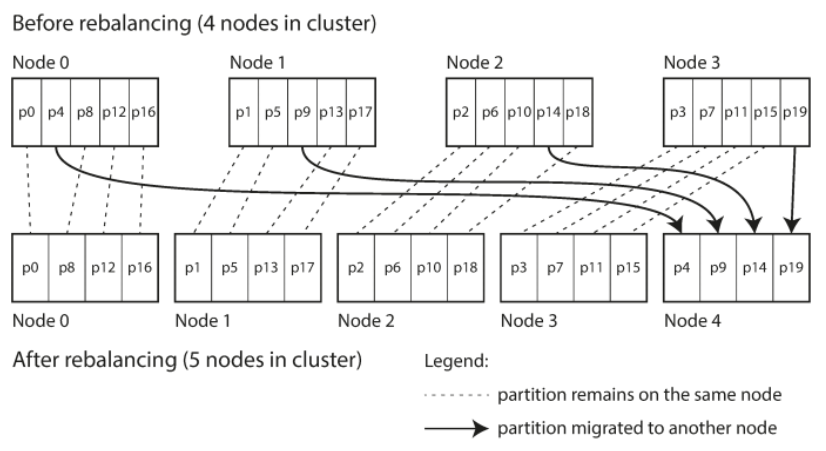 Before rebalancing (4 nodes in cluster)
Node 0 Node 1 Node 2 Node 3
p0 p4 p8 p12 p16 p1 p5 p9 p13 p17 p2 p6 p10 p14 p18 p3 p7 p11 p15 p19
p0 p8 p12 p16 p1 p5 p13 p17 p2 p6 p10 p18 p3 p7 p11 p15 p4 p9 p14 p19
Node 0 Node 1 Node 2 Node 3 Node 4
After rebalancing (5 nodes in cluster)
Legend:
partition remains on the same node
partition migrated to another node